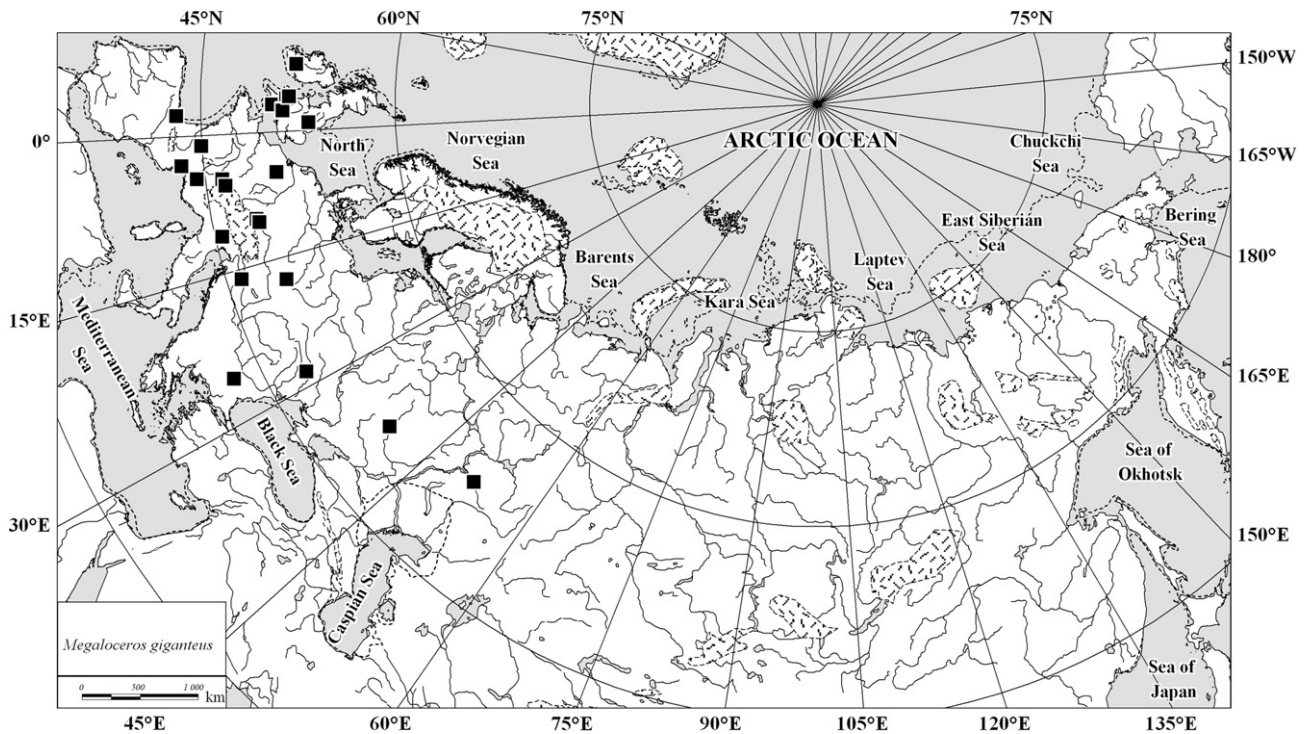 45°N
60°N
75°N
75°N
150°W
0°
North
Sea
Norvegian
Sea
ARCTIC OCEAN
Chuckchi
Sea
165°W
Barents
Sea
Kara Sea
Laptev
Sea
East Siberian
Sea
Bering
Sea
180°
15°E
Mediterranean
Sea
165°E
Black Sea
Sea of
Okhotsk
30°E
150°E
Caspian Sea
Megaloceros giganteus
0 500 1 000
km
Sea of
Japan
45°E
60°E
75°E
90°E
105°E
120°E
135°E